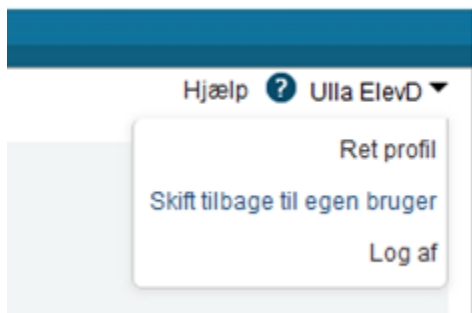 Hjælp ? Ulla ElevD
Ret profil
Skift tilbage til egen bruger
Log af